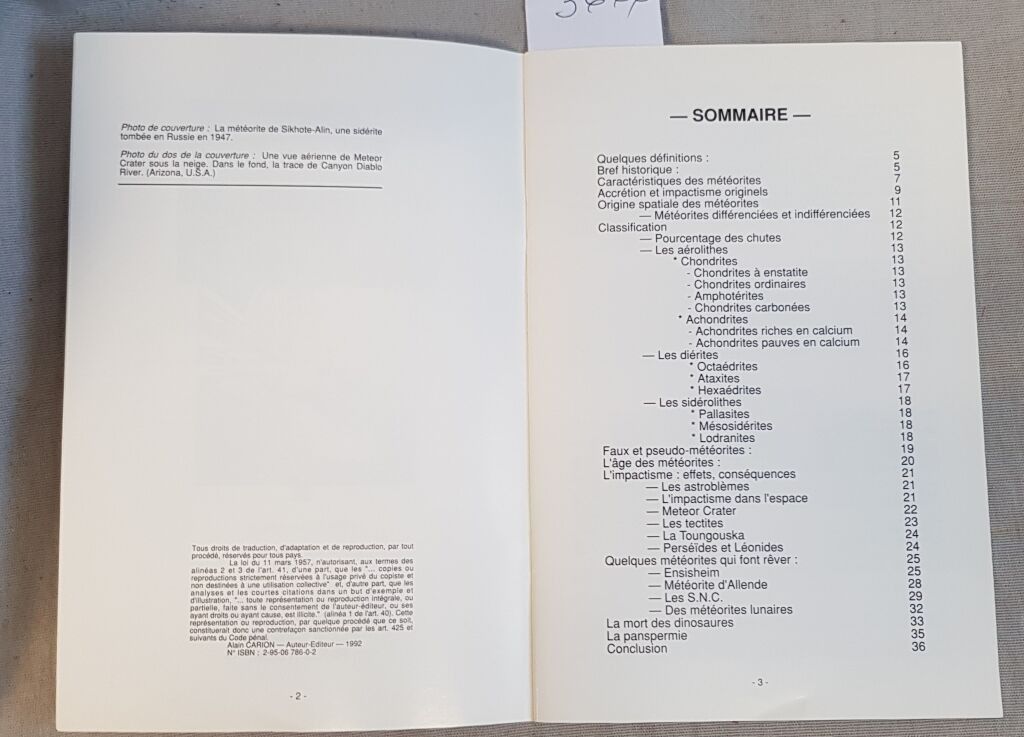 Photo de couverture : La météorite de Sikhote-Alin, une sidérite
tombée en Russie en 1947.
Photo du dos de la couverture : Une vue aérienne de Meteor
Crater sous la neige. Dans le fond, la trace de Canyon Diablo
River. (Arizona, U.S.A.)
Tous droits de traduction, d'adaptation et de reproduction, par tout
procédé, réservés pour tous pays.
La loi du 11 mars 1957, n'autorisant, aux termes des
alinéas 2 et 3 de l'art. 41, d'une part, que les "... copies ou
reproductions strictement réservées à l'usage privé du copiste et
non destinées à une utilisation collective" et, d'autre part, que les
analyses et les courtes citations dans un but d'exemple et
d'illustration, "... toute représentation ou reproduction intégrale, ou
partielle, faite sans le consentement de l'auteur-éditeur, ou ses
ayant droits ou ayant cause, est illicite." (alinéa 1 de l'art. 40). Cette
représentation ou reproduction, par quelque procédé que ce soit,
constituerait donc une contrefaçon sanctionnée par les art. 425 et
suivants du Code pénal.
Alain CARION — Auteur-Editeur — 1992
N° ISBN : 2-95-06 786-0-2
- 2 -
— SOMMAIRE —
Quelques définitions : 5
Bref historique : 5
Caractéristiques des météorites 7
Accrétion et impactisme originels 9
Origine spatiale des météorites 11
— Météorites différenciées et indifférenciées 12
Classification 12
— Pourcentage des chutes 12
— Les aérolithes 13
* Chondrites 13
- Chondrites à enstatite 13
- Chondrites ordinaires 13
- Amphotérites 13
- Chondrites carbonées 13
* Achondrites 14
- Achondrites riches en calcium 14
- Achondrites pauves en calcium 14
— Les diérites 16
* Octaédrites 16
* Ataxites 17
* Hexaédrites 17
— Les sidérolithes 18
* Pallasites 18
* Mésosidérites 18
* Lodranites 18
Faux et pseudo-météorites : 19
L'âge des météorites : 20
L'impactisme : effets, conséquences 21
— Les astroblèmes 21
— L'impactisme dans l'espace 21
— Meteor Crater 22
— Les tectites 23
— La Toungouska 24
— Perséïdes et Léonides 24
Quelques météorites qui font rêver : 25
— Ensisheim 25
— Météorite d'Allende 28
— Les S.N.C. 29
— Des météorites lunaires 32
La mort des dinosaures 33
La panspermie 35
Conclusion 36
- 3 -